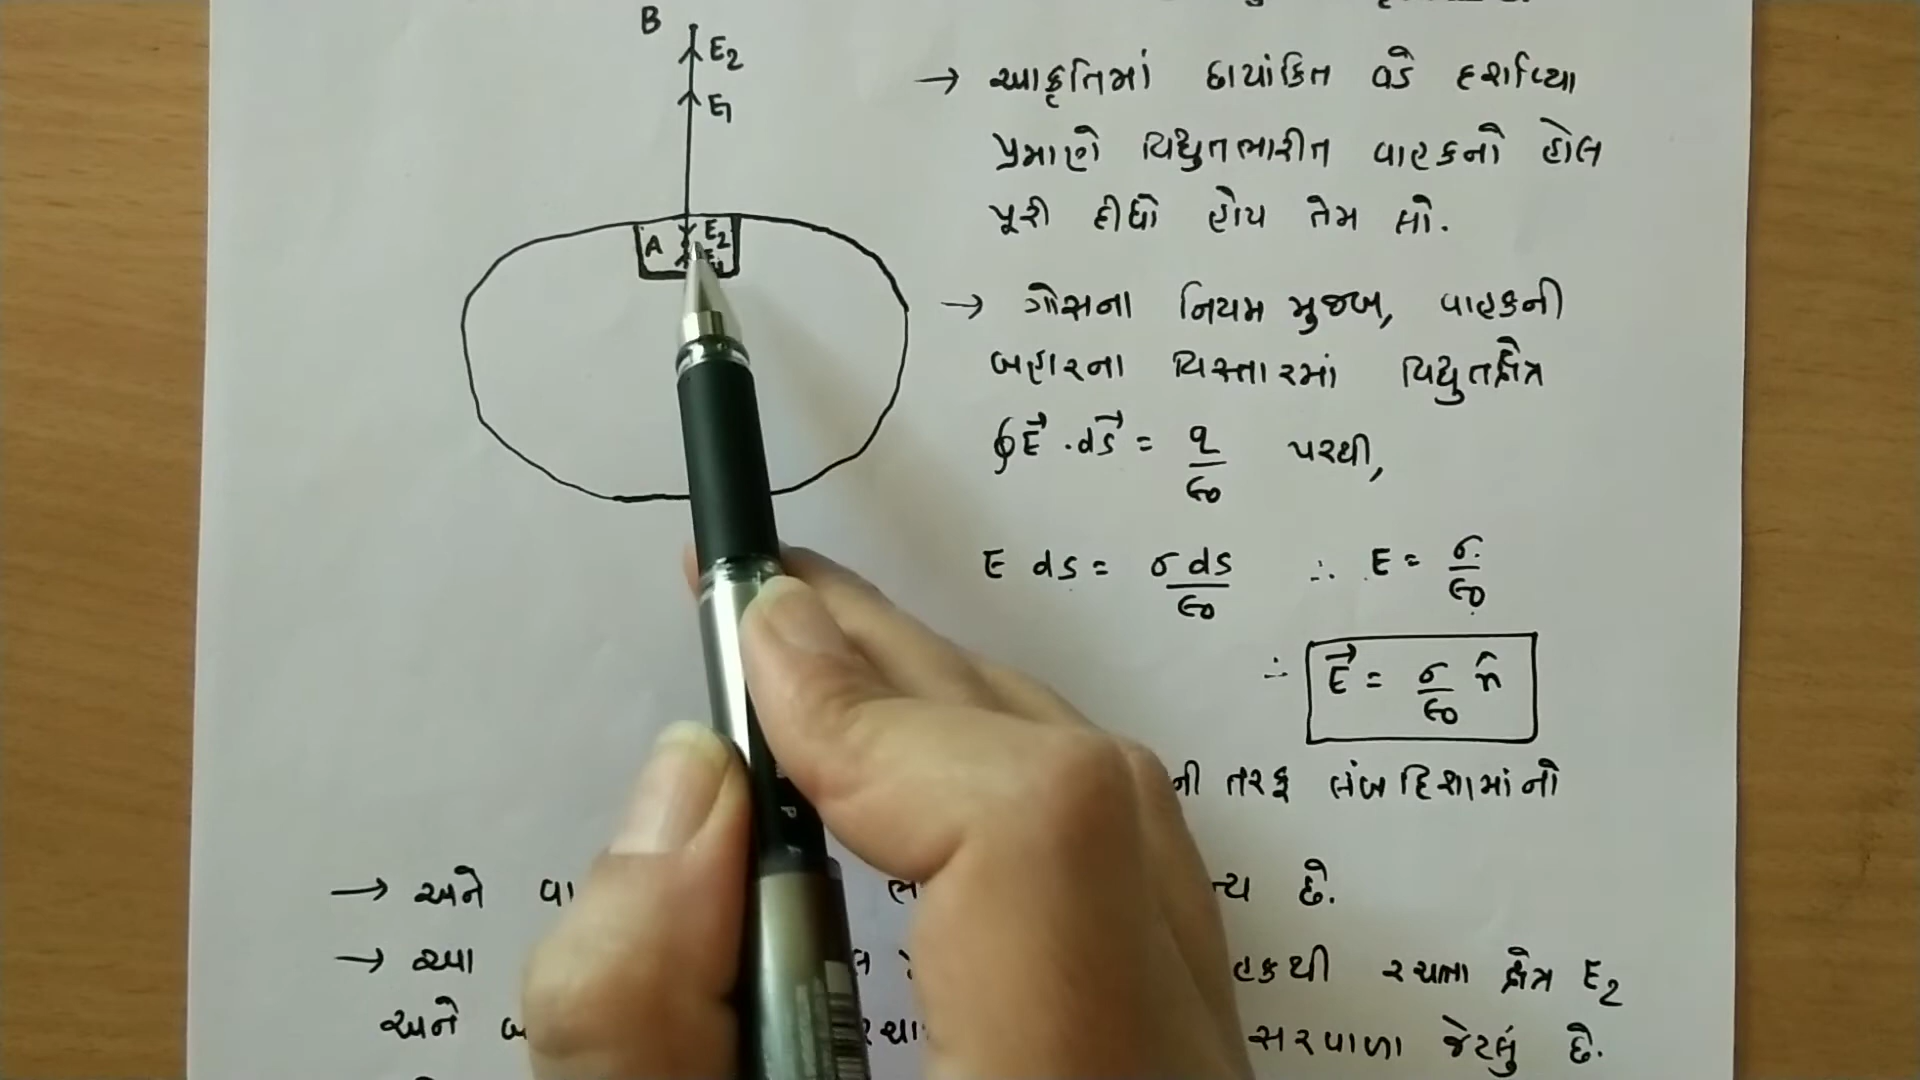 B
E2
E1
A E2
→ આકૃતિમાં છાયાંકિત વડે દર્શાવ્યા
પ્રમાણે વિદ્યુતભારીત વાહકનો હોલ
પૂરી દીધો હોય તેમ લો.
→ ગોસના નિયમ મુજબ, વાહકની
બહારના વિસ્તારમાં વિદ્યુતક્ષેત્ર
∮E⃗ · dS⃗ = q/ε0 પરથી,
E ds = σ ds/ε0 ∴ E = σ/ε0
∴ E⃗ = σ/ε0 n̂
ની તરફ લંબ દિશામાંનો
→ અને વા છે.
→ આ હકથી રચાતા ક્ષેત્ર E2
અને સરવાળા જેટલું છે.